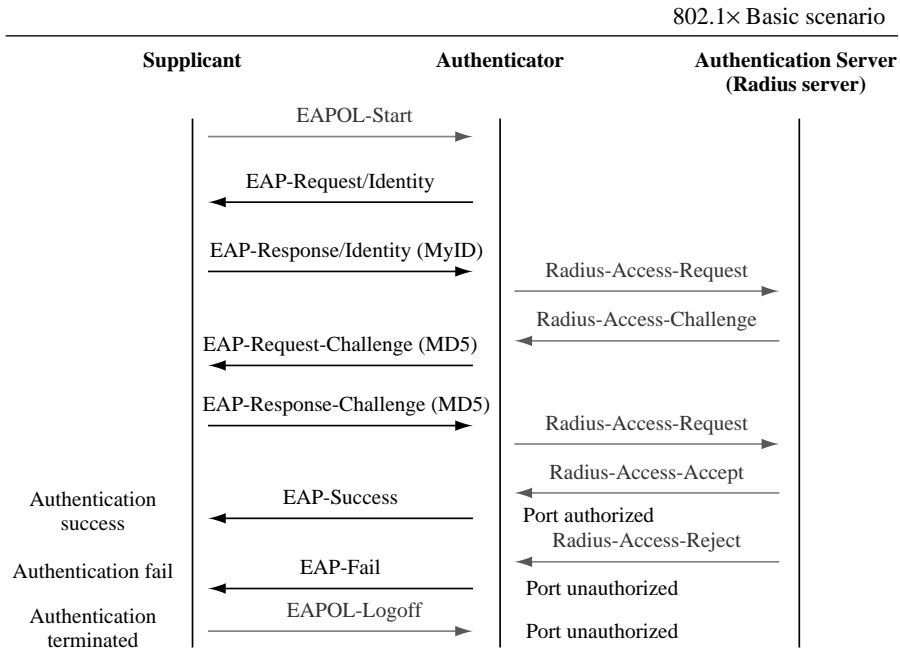 802.1× Basic scenario
Supplicant
Authenticator
Authentication Server
(Radius server)
EAPOL-Start
EAP-Request/Identity
EAP-Response/Identity (MyID)
Radius-Access-Request
Radius-Access-Challenge
EAP-Request-Challenge (MD5)
EAP-Response-Challenge (MD5)
Radius-Access-Request
Radius-Access-Accept
Authentication
success
EAP-Success
Port authorized
Radius-Access-Reject
Authentication fail
EAP-Fail
Port unauthorized
Authentication
terminated
EAPOL-Logoff
Port unauthorized